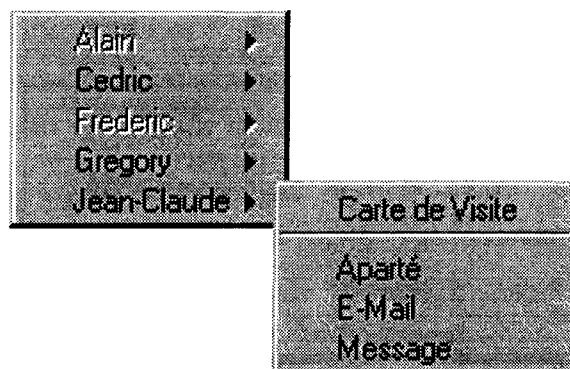 Alain
Cedric
Frederic
Gregory
Jean-Claude
Carte de Visite
Aparté
E-Mail
Message